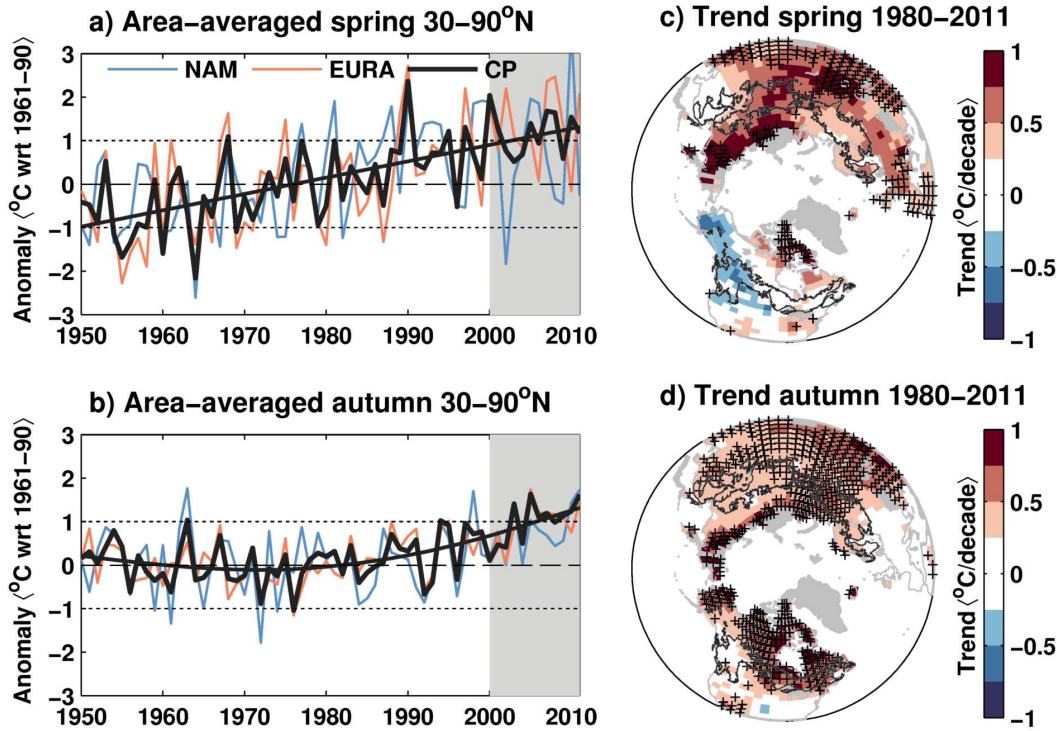 a) Area−averaged spring 30−90°N
Anomaly ⟨°C wrt 1961−90⟩
3
2
1
0
−1
−2
−3
NAM EURA CP
1950 1960 1970 1980 1990 2000 2010
c) Trend spring 1980−2011
1
0.5
0
−0.5
−1
Trend ⟨°C/decade⟩
b) Area−averaged autumn 30−90°N
Anomaly ⟨°C wrt 1961−90⟩
3
2
1
0
−1
−2
−3
1950 1960 1970 1980 1990 2000 2010
d) Trend autumn 1980−2011
1
0.5
0
−0.5
−1
Trend ⟨°C/decade⟩